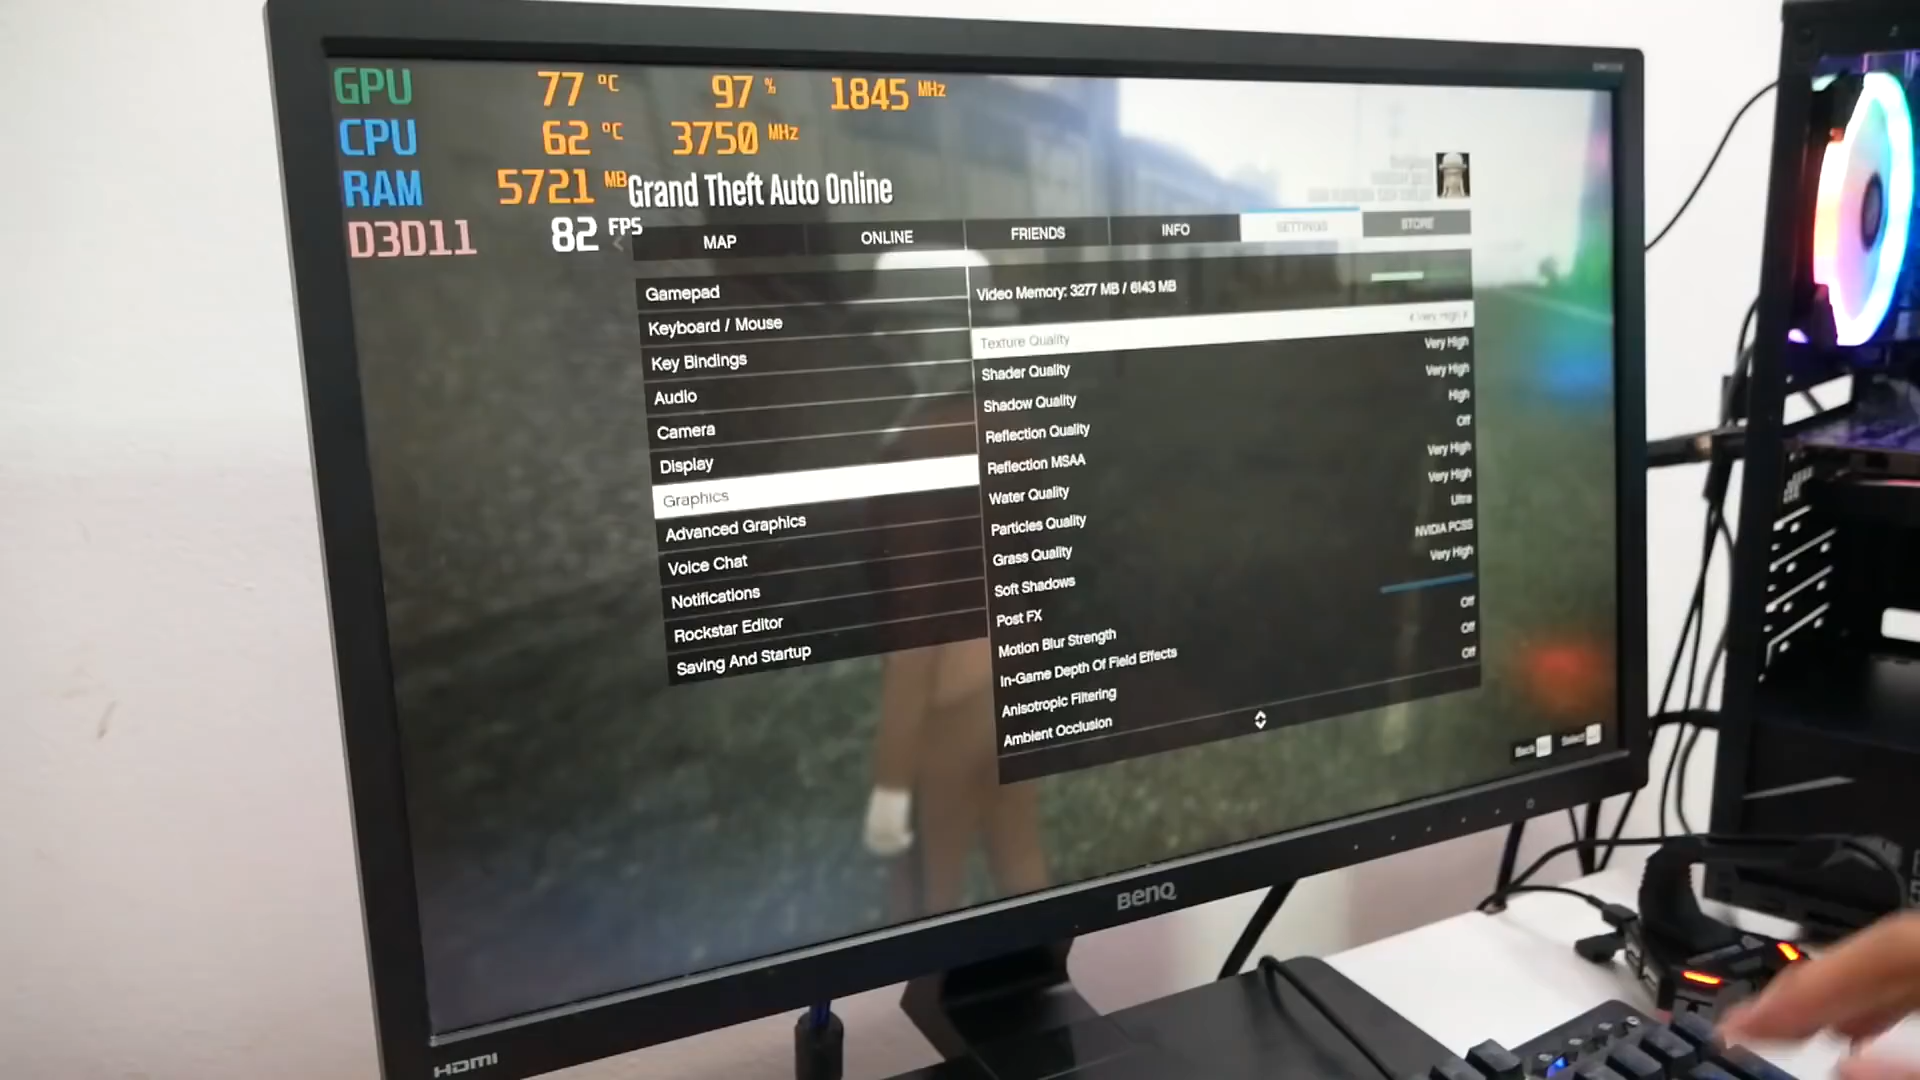 GPU 77 °C 97 % 1845 MHz
CPU 62 °C 3750 MHz
RAM 5721 MB
D3D11 82 FPS
Grand Theft Auto Online
MAP ONLINE FRIENDS INFO SETTINGS STORE
Gamepad
Keyboard / Mouse
Key Bindings
Audio
Camera
Display
Graphics
Advanced Graphics
Voice Chat
Notifications
Rockstar Editor
Saving And Startup
Video Memory: 3277 MB / 6143 MB
Texture Quality Very High
Shader Quality Very High
Shadow Quality Very High
Reflection Quality High
Reflection MSAA Off
Water Quality Very High
Particles Quality Very High
Grass Quality Ultra
Soft Shadows NVIDIA PCSS
Post FX Very High
Motion Blur Strength
In-Game Depth Of Field Effects Off
Anisotropic Filtering Off
Ambient Occlusion Off
Back Select
BenQ
HDMI